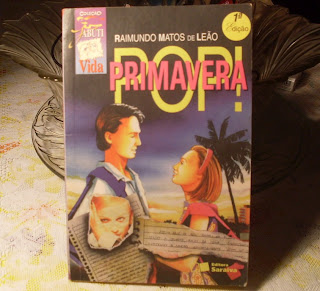 COLEÇÃO
JABUTI
Vida
RAIMUNDO MATOS DE LEÃO
1ª
Edição
PRIMAVERA
POP!
Editora
Saraiva